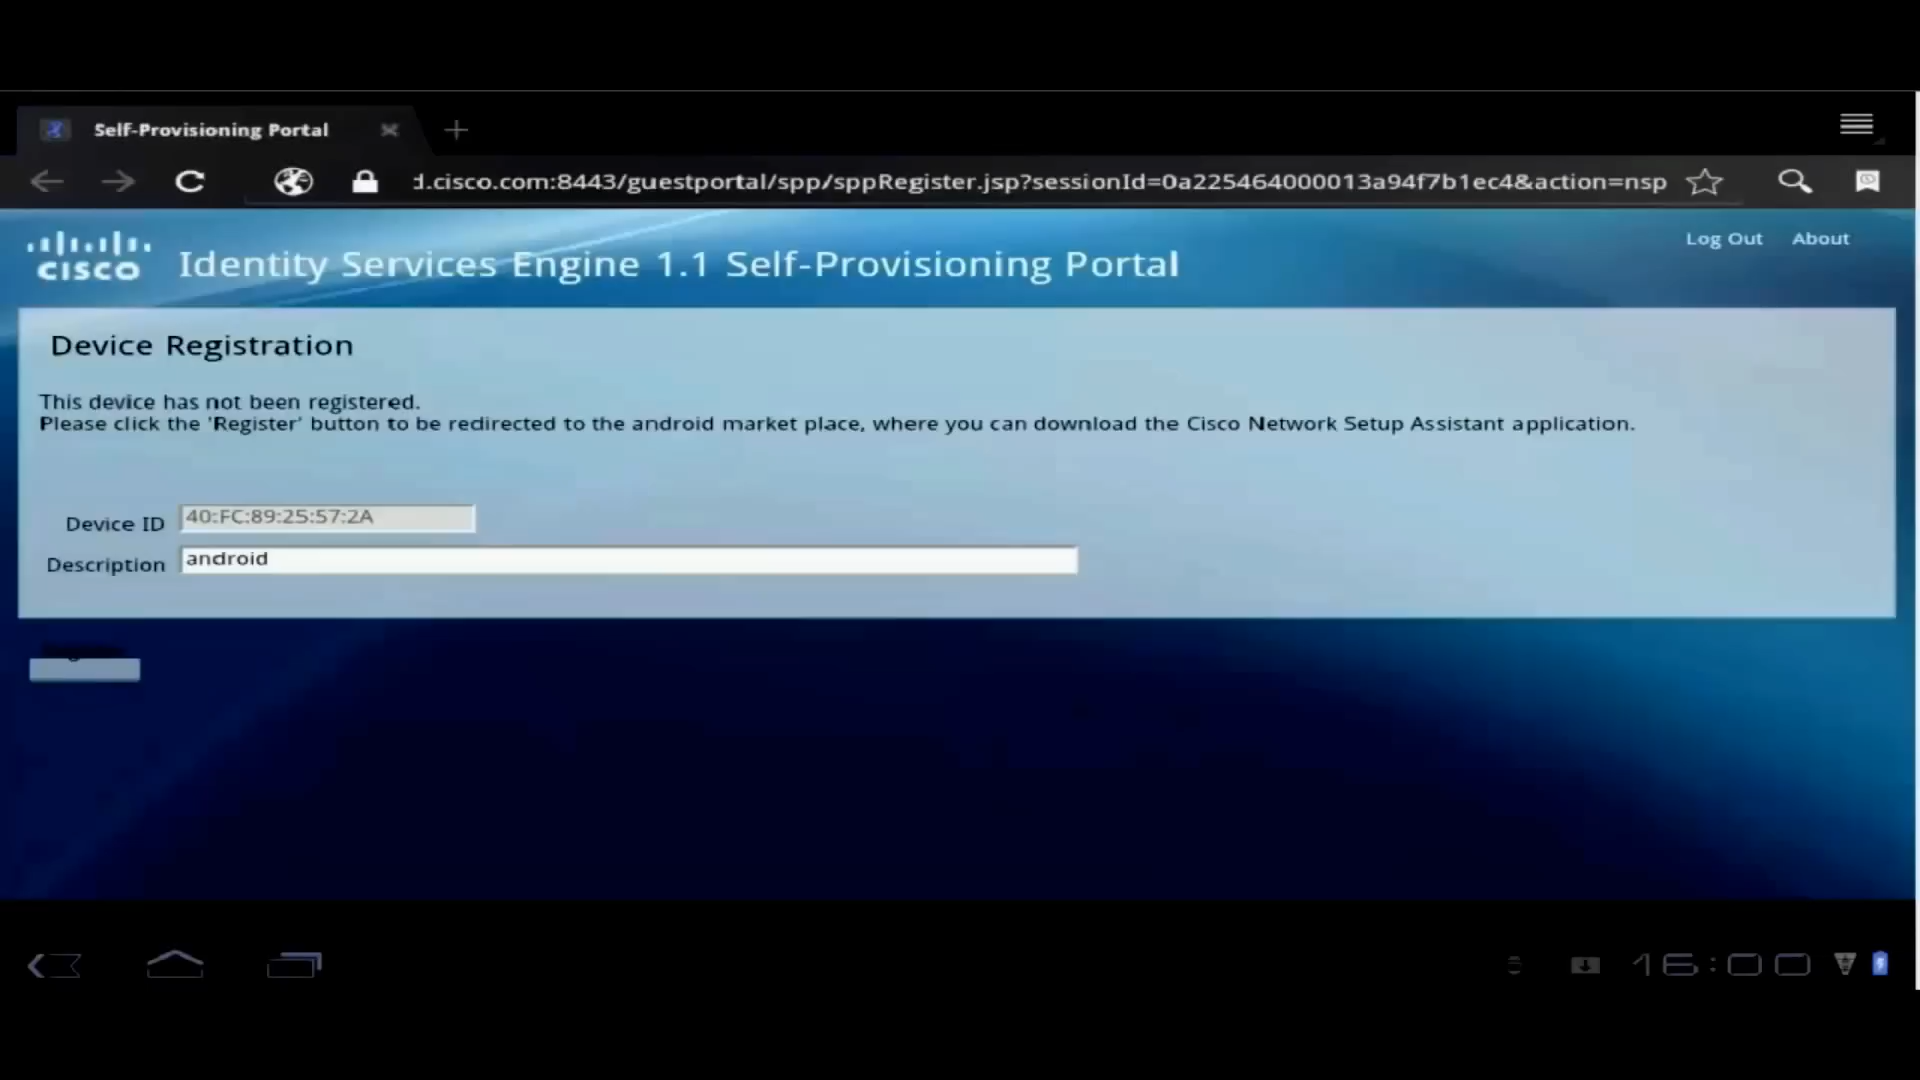 Self-Provisioning Portal
d.cisco.com:8443/guestportal/spp/sppRegister.jsp?sessionId=0a225464000013a94f7b1ec4&action=nsp
Log Out About
CISCO Identity Services Engine 1.1 Self-Provisioning Portal
Device Registration
This device has not been registered.
Please click the 'Register' button to be redirected to the android market place, where you can download the Cisco Network Setup Assistant application.
Device ID 40:FC:89:25:57:2A
Description android
16:00